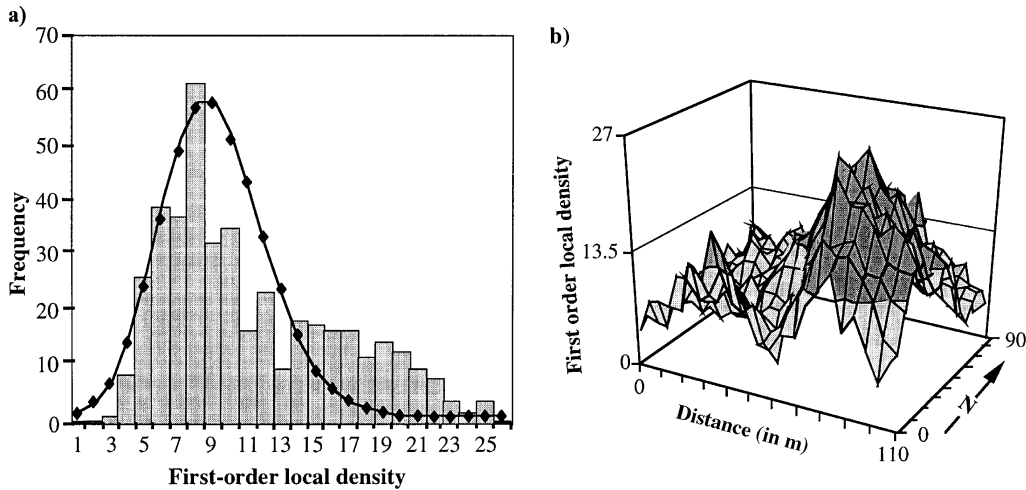 a)
Frequency
70
60
50
40
30
20
10
0
1 3 5 7 9 11 13 15 17 19 21 23 25
First-order local density
b)
First order local density
27
13.5
0
0
Distance (in m)
110
0
90
N